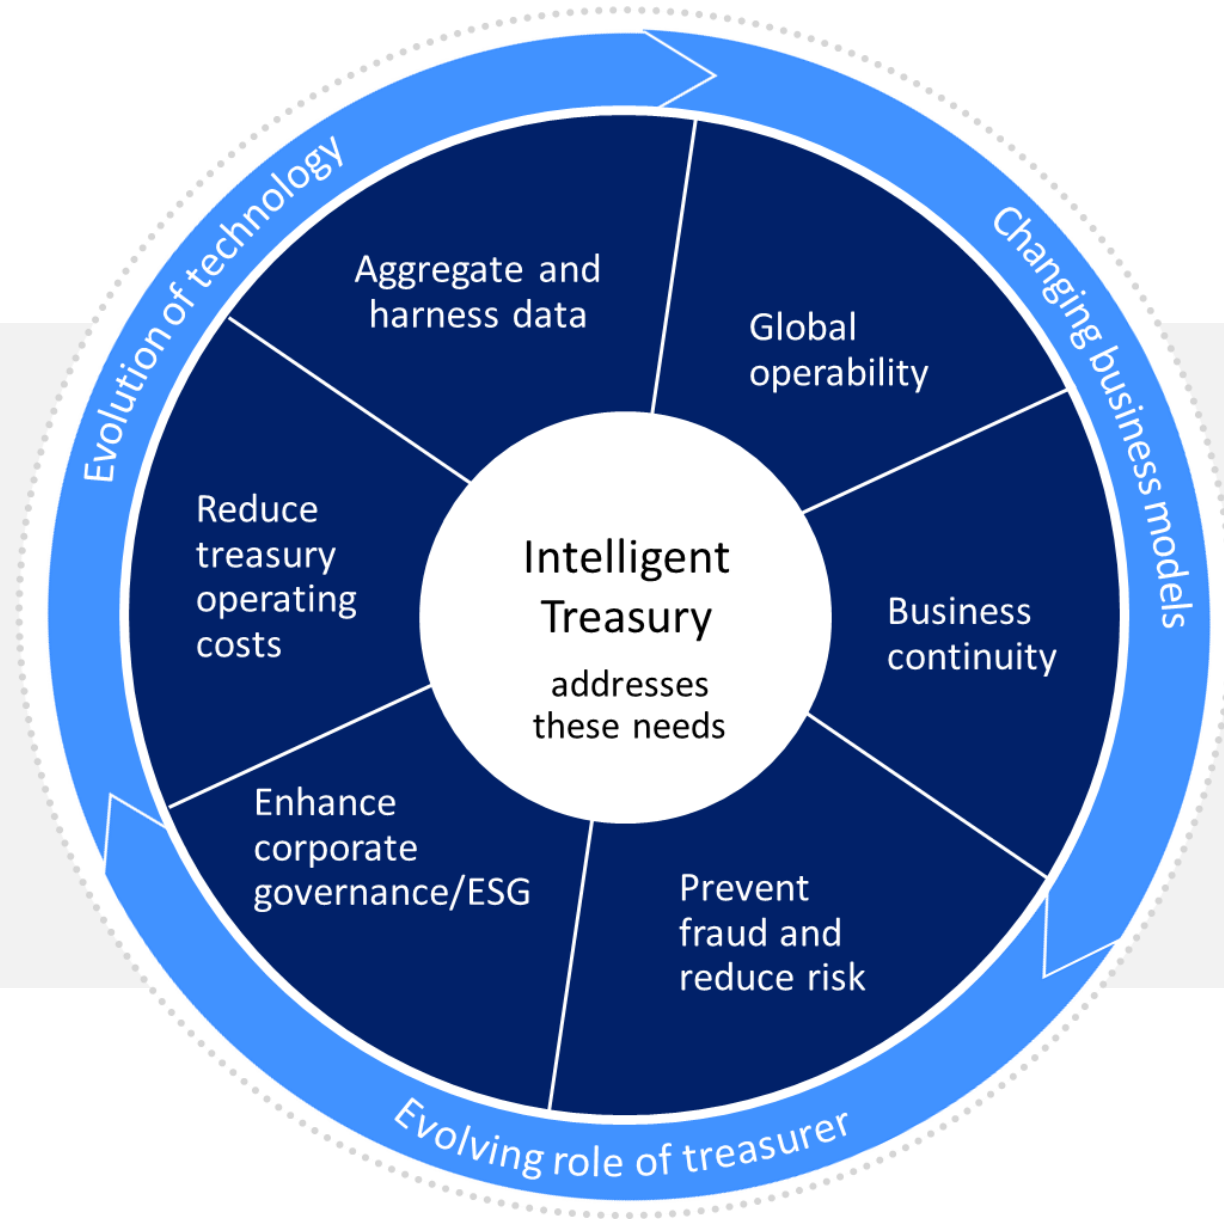 Evolution of technology
Changing business models
Aggregate and
harness data
Global
operability
Reduce
treasury
operating
costs
Intelligent
Treasury
addresses
these needs
Business
continuity
Enhance
corporate
governance/ESG
Prevent
fraud and
reduce risk
Evolving role of treasurer